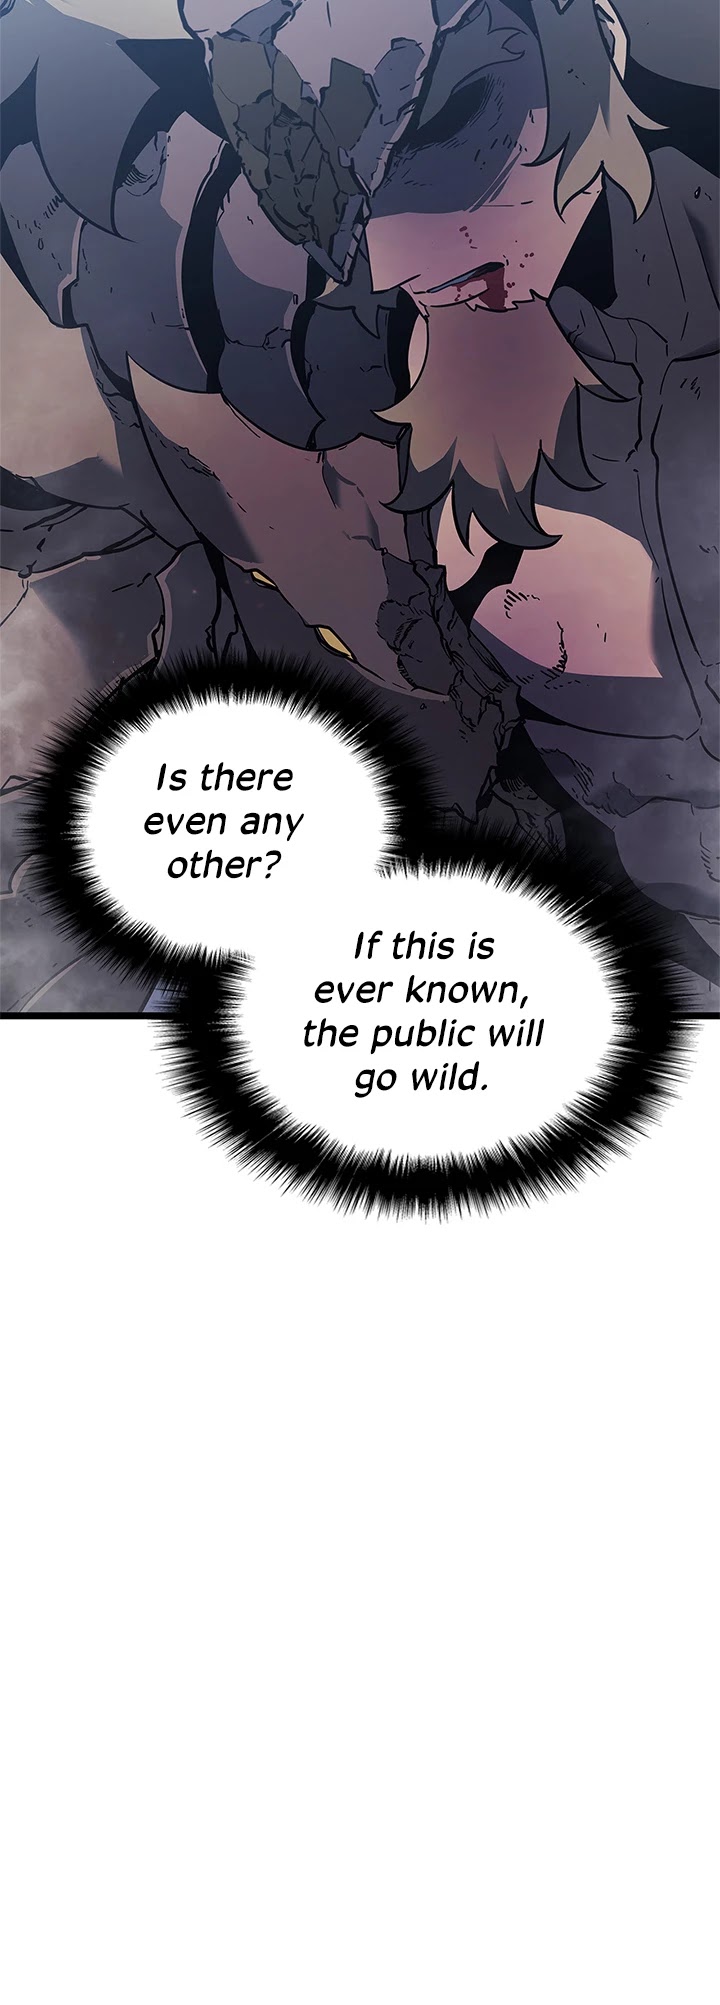 Is there
even any
other?
If this is
ever known,
the public will
go wild.